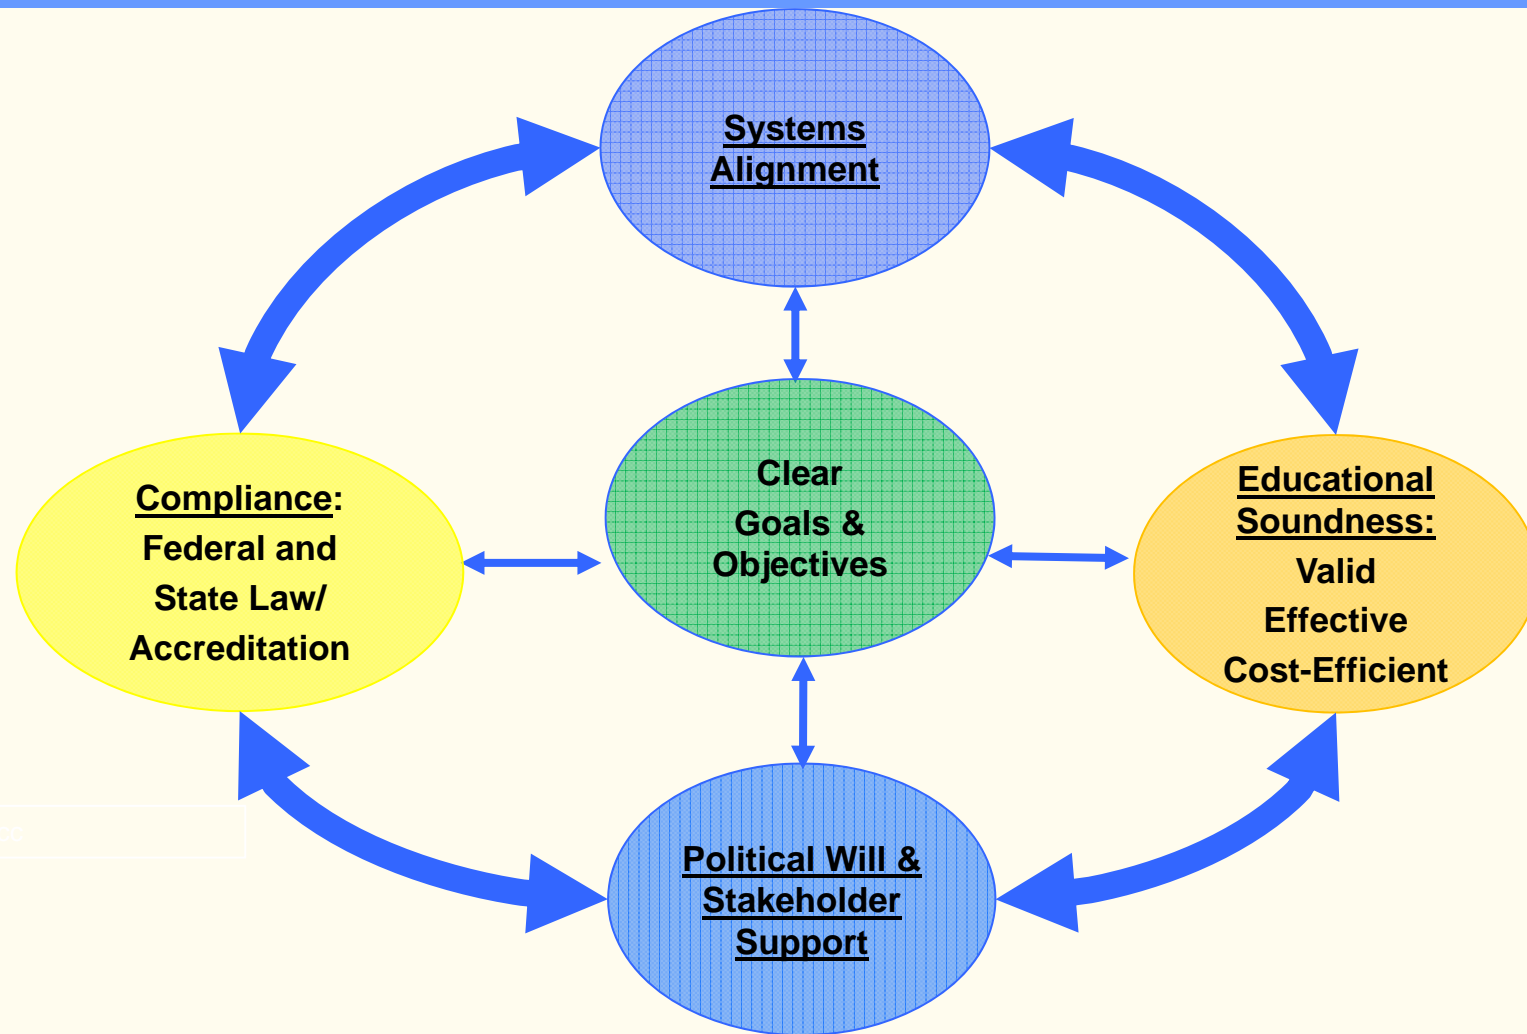 Systems
Alignment
Clear
Goals &
Objectives
Compliance:
Federal and
State Law/
Accreditation
Educational
Soundness:
Valid
Effective
Cost-Efficient
Political Will &
Stakeholder
Support